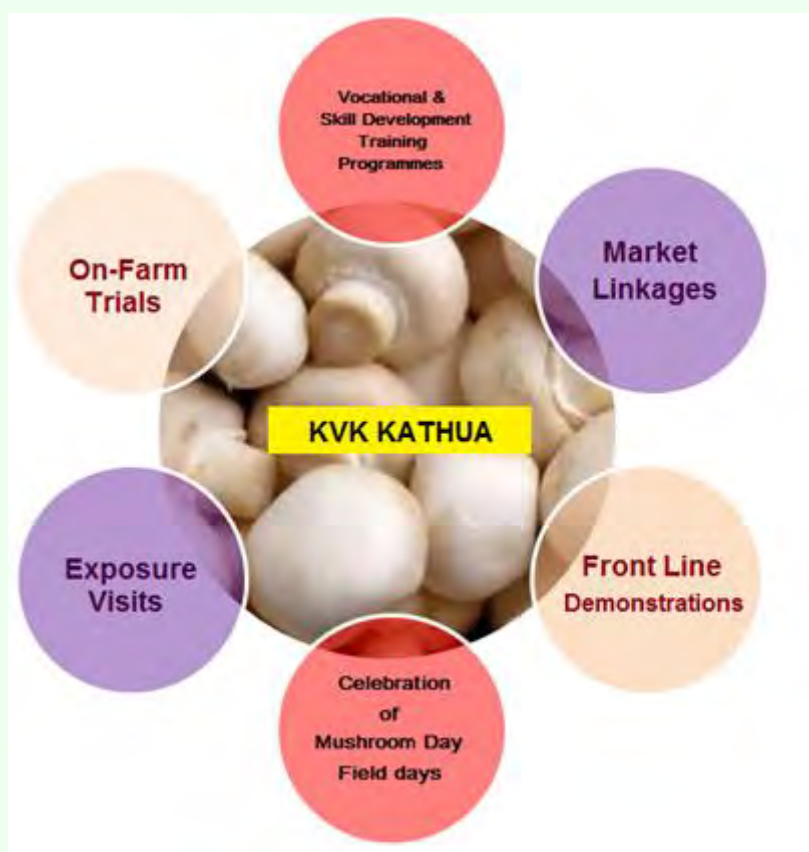 Vocational &
Skill Development
Training
Programmes
Market
Linkages
On-Farm
Trials
KVK KATHUA
Exposure
Visits
Front Line
Demonstrations
Celebration
of
Mushroom Day
Field days